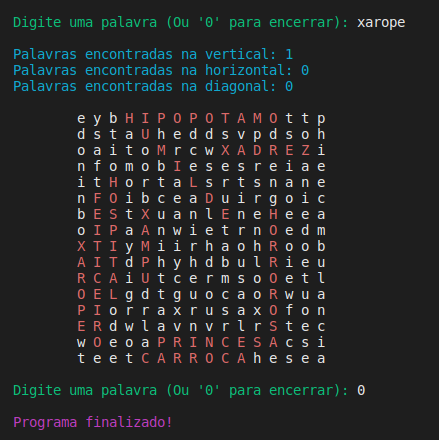 Digite uma palavra (Ou '0' para encerrar): xarope
Palavras encontradas na vertical: 1
Palavras encontradas na horizontal: 0
Palavras encontradas na diagonal: 0
e y b H I P O P O T A M O t t p
d s t a U h e d d s v p d s o h
o a i t o M r c w X A D R E Z i
n f o m o b I e s e s r e i a e
i t H o r t a L s r t s n a n e
n F O i b c e a D u i r g o i c
b E S t X u a n l E n e H e e a
o I P a A n w i e t r n O e d m
X T I y M i i r h a o h R o o b
A I T d P h y h d b u l R i e u
R C A i U t c e r m s o O e t l
O E L g d t g u o c a o R w u a
P I o r r a x r u s a x O f o n
E R d w l a v n v r l r S t e c
w O e o a P R I N C E S A c s i
t e e t C A R R O C A h e s e a
Digite uma palavra (Ou '0' para encerrar): 0
Programa finalizado!